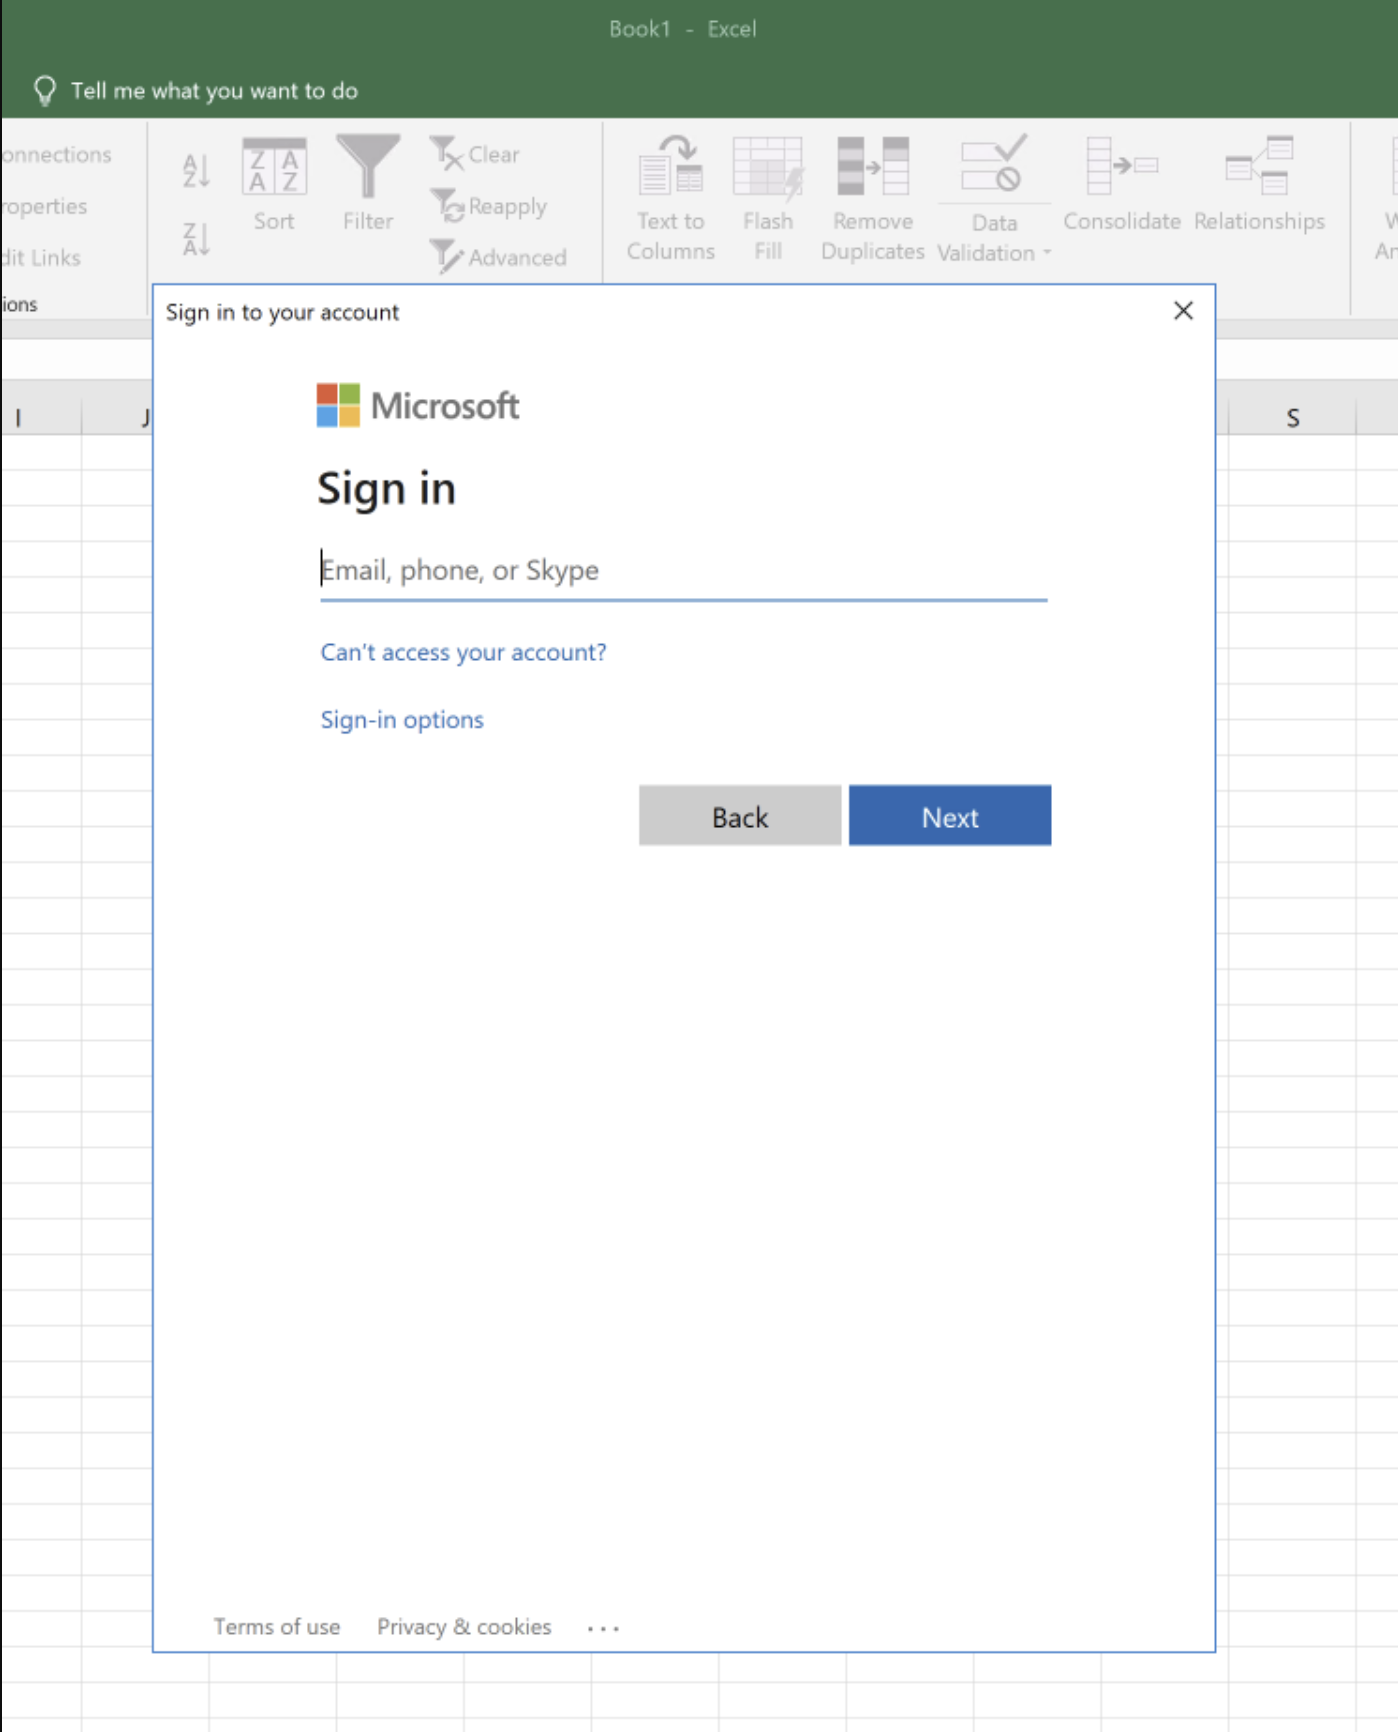 Book1 - Excel
Tell me what you want to do
onnections
roperties
dit Links
ions
A
Z
Z
A
Z A
A Z
Sort
Filter
Clear
Reapply
Advanced
Text to
Columns
Flash
Fill
Remove
Duplicates
Data
Validation
Consolidate
Relationships
W
An
I
J
S
Sign in to your account
Microsoft
Sign in
Email, phone, or Skype
Can't access your account?
Sign-in options
Back
Next
Terms of use
Privacy & cookies
...